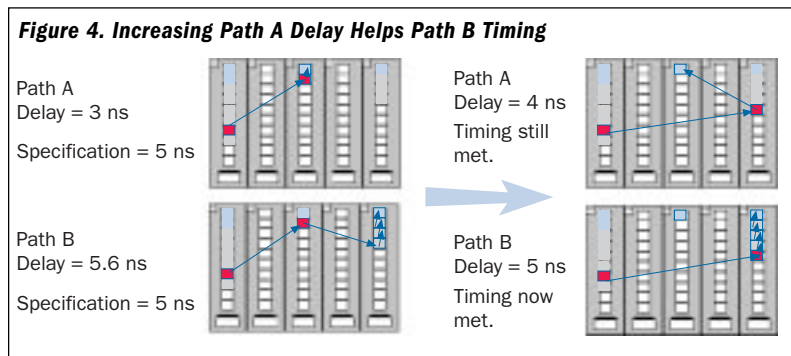 Figure 4. Increasing Path A Delay Helps Path B Timing
Path A
Delay = 3 ns
Specification = 5 ns
Path B
Delay = 5.6 ns
Specification = 5 ns
Path A
Delay = 4 ns
Timing still
met.
Path B
Delay = 5 ns
Timing now
met.